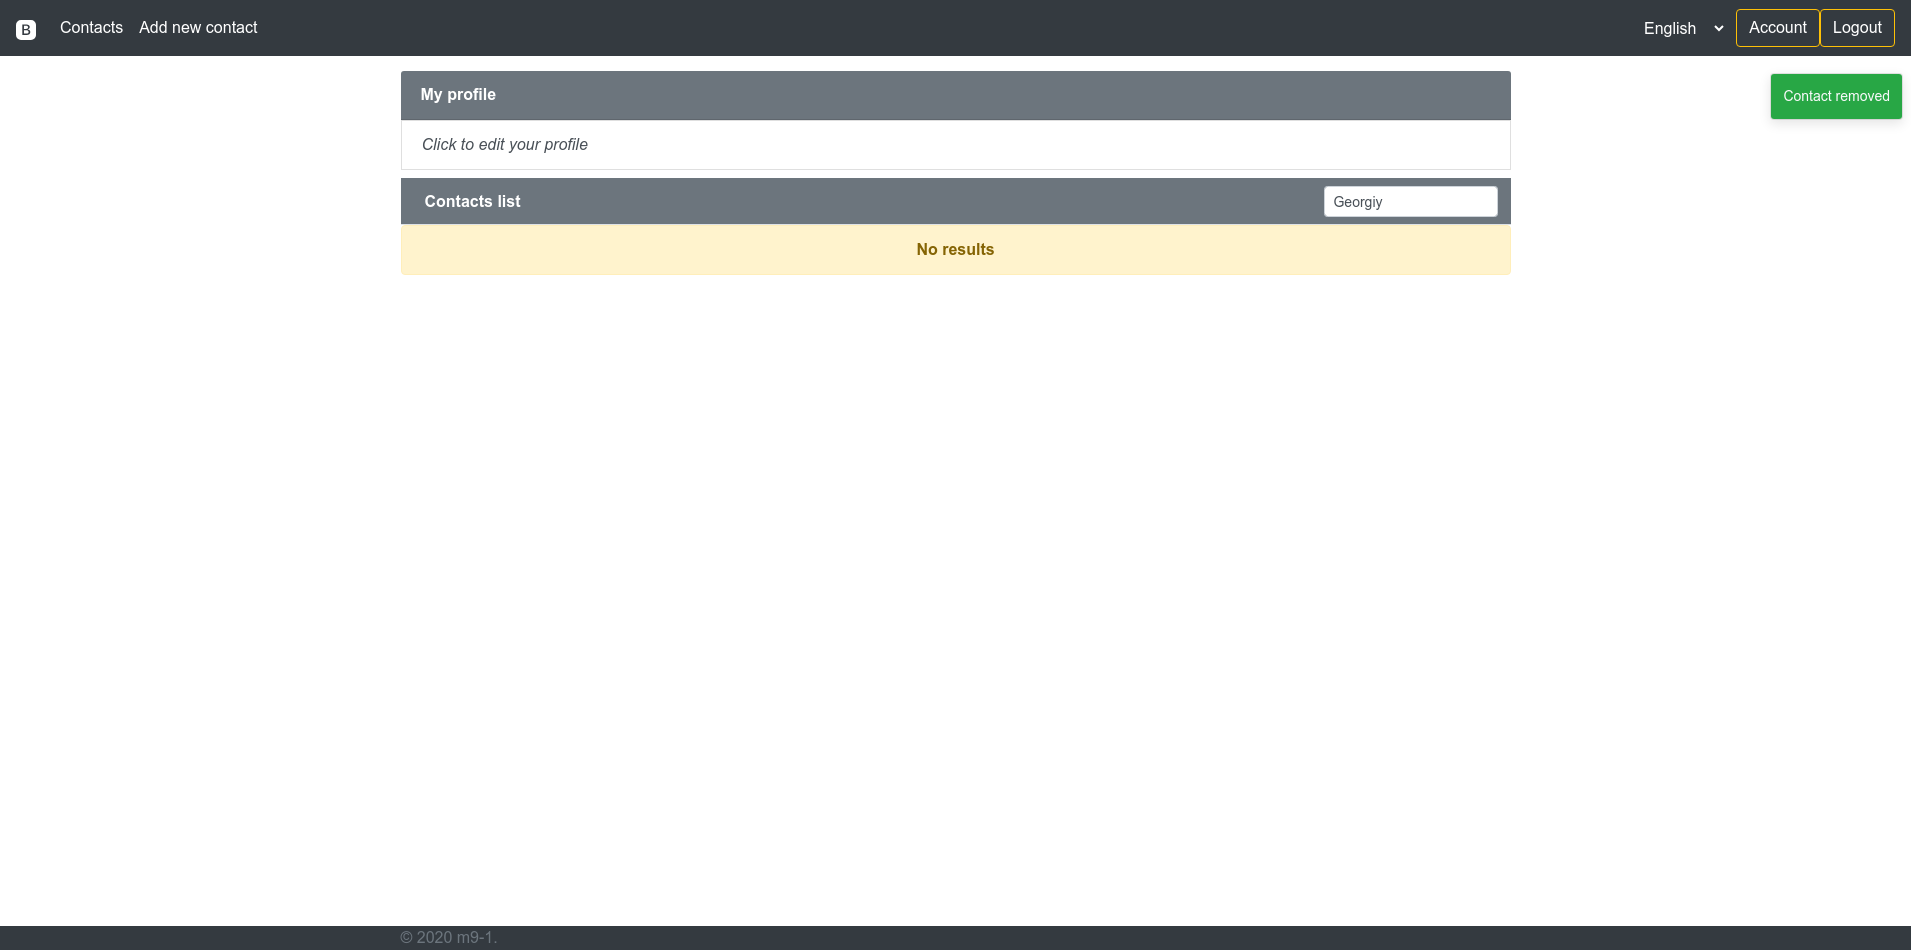 B Contacts Add new contact English Account Logout
My profile
Contact removed
Click to edit your profile
Contacts list Georgiy
No results
© 2020 m9-1.